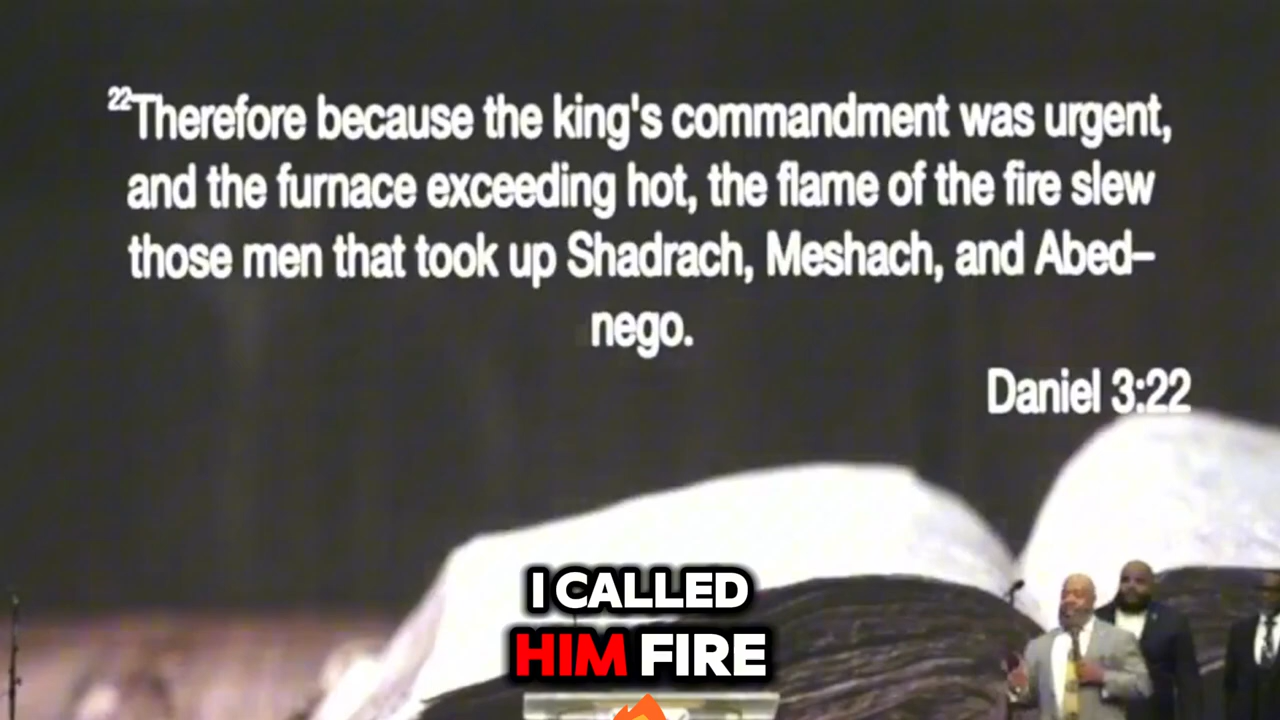 22Therefore because the king's commandment was urgent,
and the furnace exceeding hot, the flame of the fire slew
those men that took up Shadrach, Meshach, and Abed–
nego.
Daniel 3:22
I CALLED
HIM FIRE